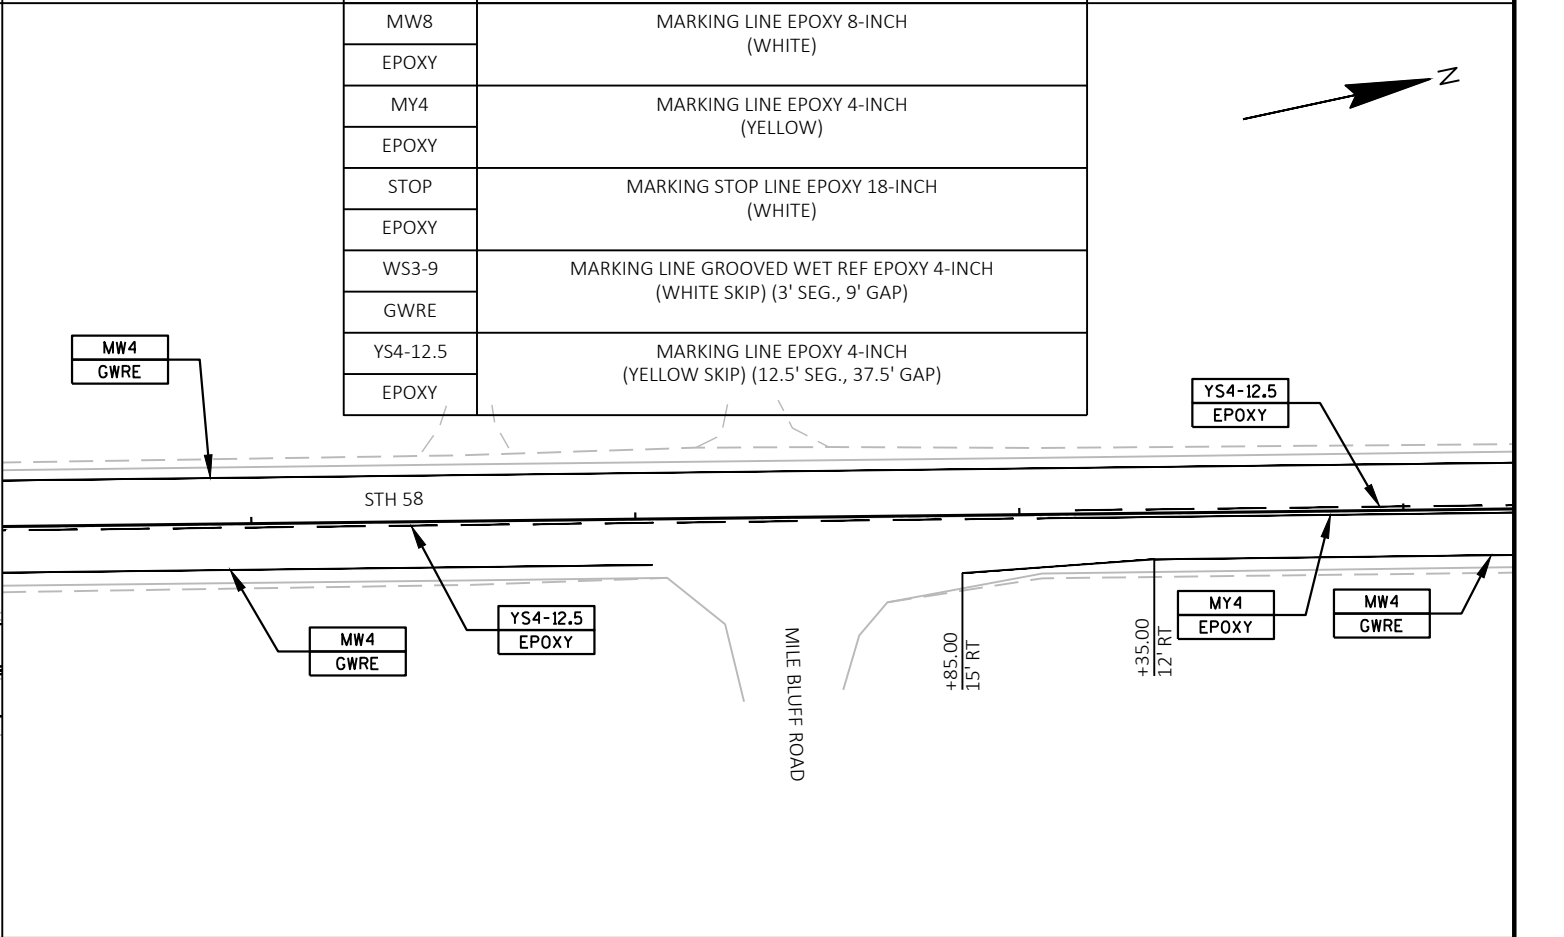 MW8
EPOXY
MARKING LINE EPOXY 8-INCH
(WHITE)
MY4
EPOXY
MARKING LINE EPOXY 4-INCH
(YELLOW)
STOP
EPOXY
MARKING STOP LINE EPOXY 18-INCH
(WHITE)
WS3-9
GWRE
MARKING LINE GROOVED WET REF EPOXY 4-INCH
(WHITE SKIP) (3' SEG., 9' GAP)
YS4-12.5
EPOXY
MARKING LINE EPOXY 4-INCH
(YELLOW SKIP) (12.5' SEG., 37.5' GAP)
N
MW4
GWRE
YS4-12.5
EPOXY
STH 58
MW4
GWRE
YS4-12.5
EPOXY
MILE BLUFF ROAD
+85.00
15' RT
+35.00
12' RT
MY4
EPOXY
MW4
GWRE